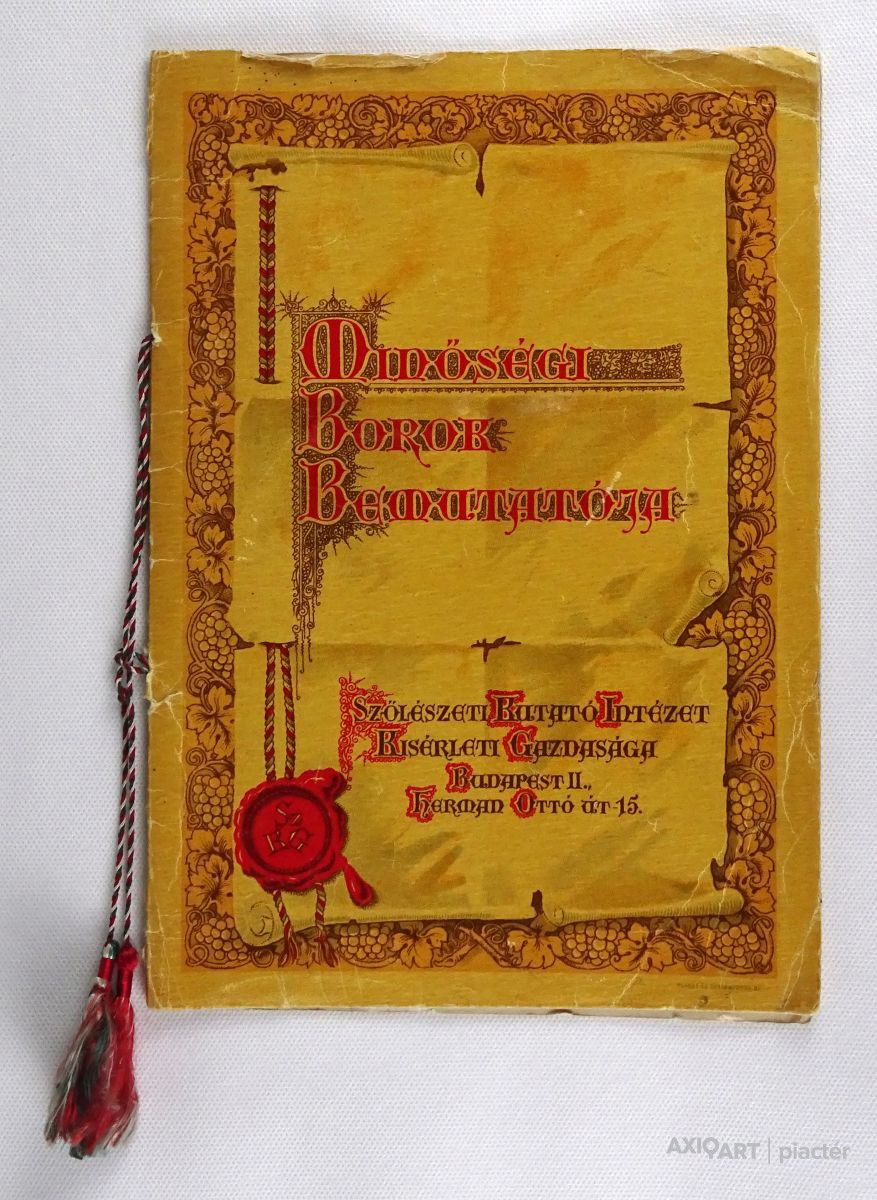 Minőségi
Borok
Bemutatója
Szőlészeti Kutató Intézet
Kisérleti Gazdasága
Budapest II.,
Herman Ottó út 15.
AXIOART | piactér